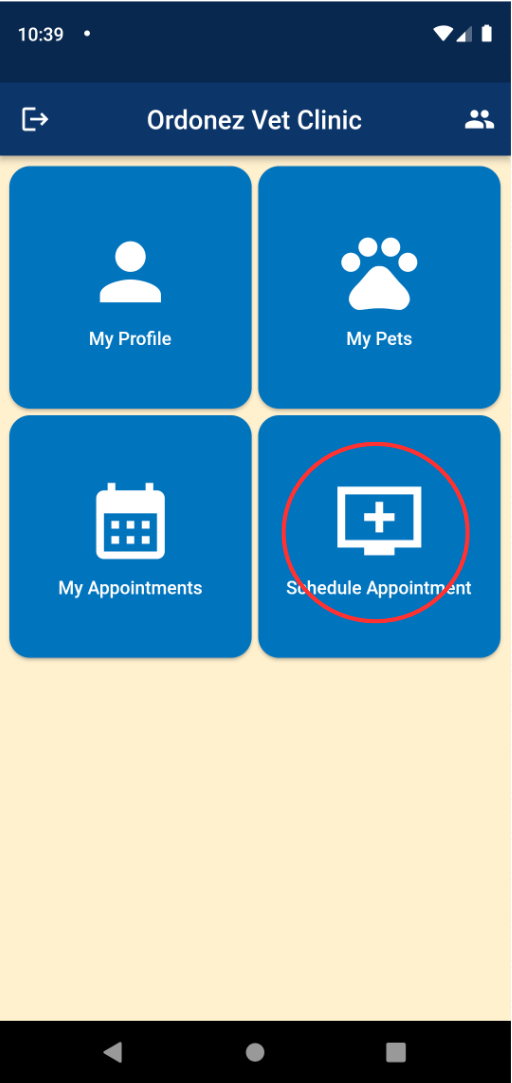 10:39
Ordonez Vet Clinic
My Profile
My Pets
My Appointments
Schedule Appointment